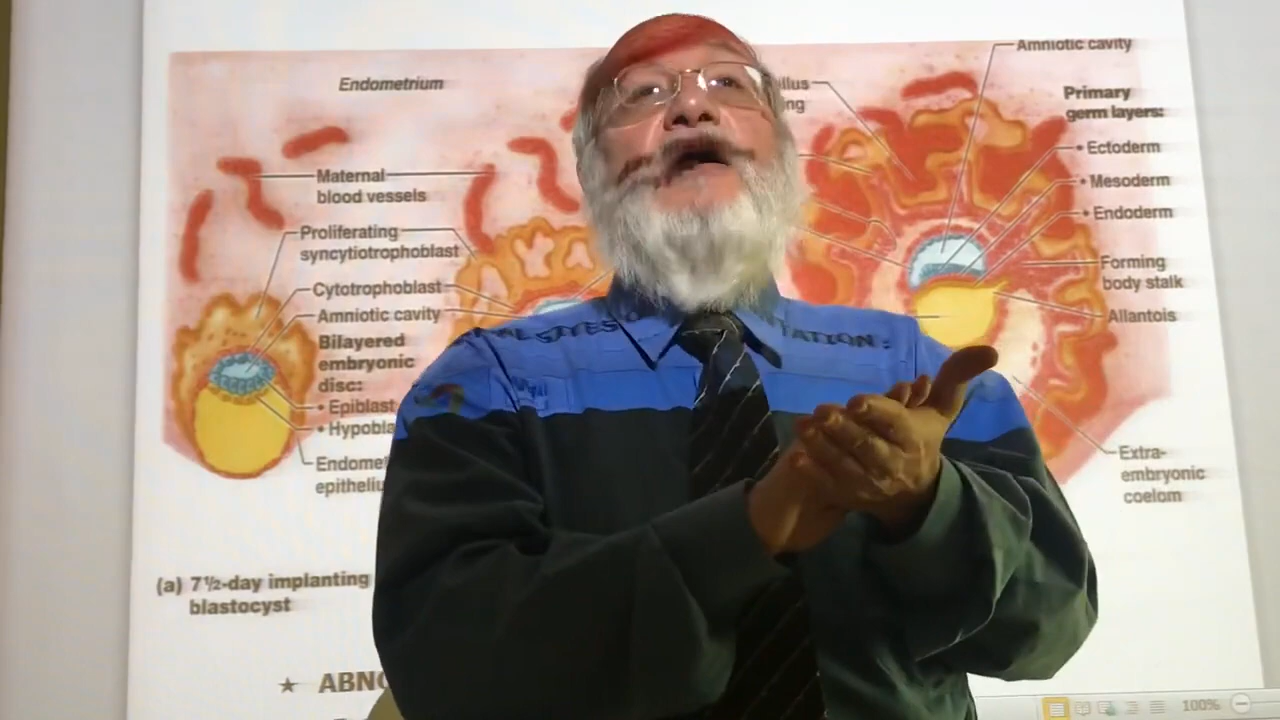 Endometrium
Maternal
blood vessels
Proliferating
syncytiotrophoblast
Cytotrophoblast
Amniotic cavity
Bilayered
embryonic
disc:
• Epiblast
(a) 7½-day implanting
blastocyst
★
Amniotic cavity
Primary
germ layers:
• Ectoderm
• Mesoderm
• Endoderm
Forming
body stalk
Allantois
Extra-
embryonic
coelom
100%